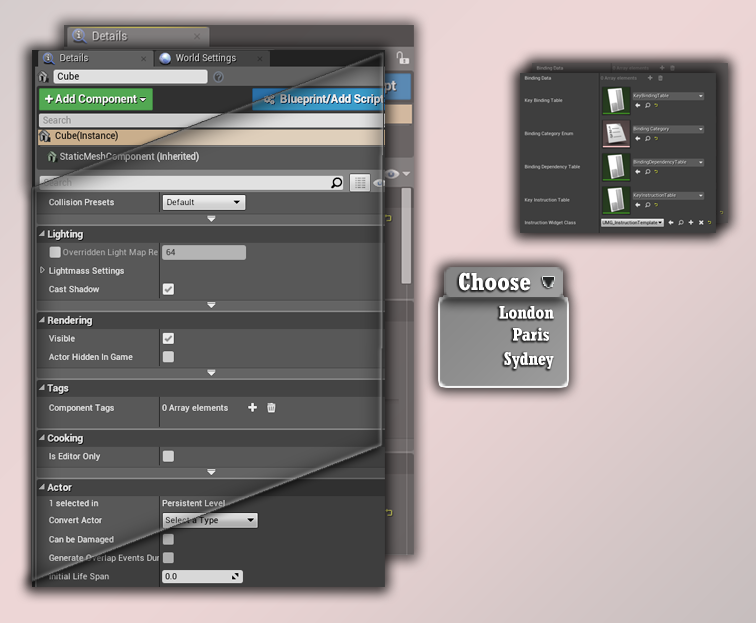 Details
Details
World Settings
Cube
Add Component
Blueprint/Add Script
pt
Search
Cube(Instance)
StaticMeshComponent (Inherited)
Search
Collision Presets Default
Lighting
Overridden Light Map Re 64
Lightmass Settings
Cast Shadow
Rendering
Visible
Actor Hidden In Game
Tags
Component Tags 0 Array elements
Cooking
Is Editor Only
Actor
1 selected in Persistent Level
Convert Actor Select a Type
Can be Damaged
Generate Overlap Events Dur
Initial Life Span 0.0
Binding Data 0 Array elements
Binding Data 0 Array elements
Key Binding Table KeyBindingTable
Binding Category Enum Binding Category
Binding Dependency Table BindingDependencyTable
Key Instruction Table KeyInstructionTable
Instruction Widget Class UMG_InstructionTemplate
Choose
London
Paris
Sydney